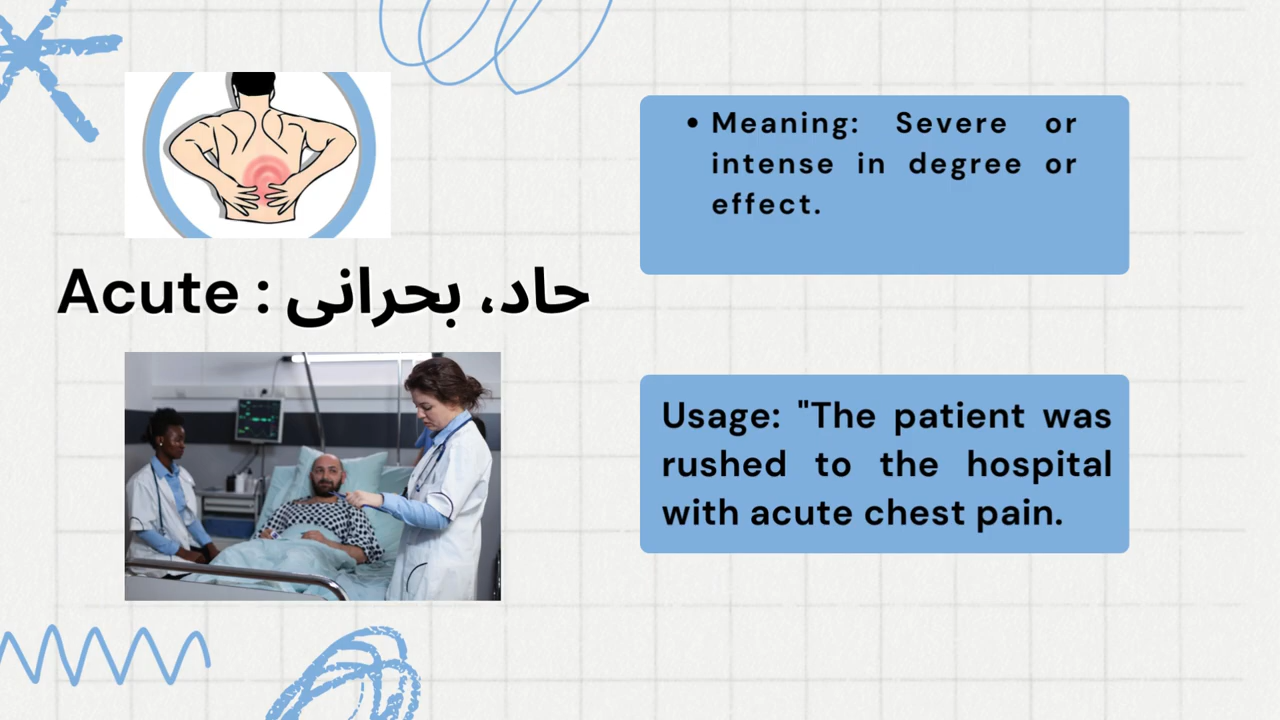 Acute : حاد، بحرانی
• Meaning: Severe or
intense in degree or
effect.
Usage: "The patient was
rushed to the hospital
with acute chest pain.